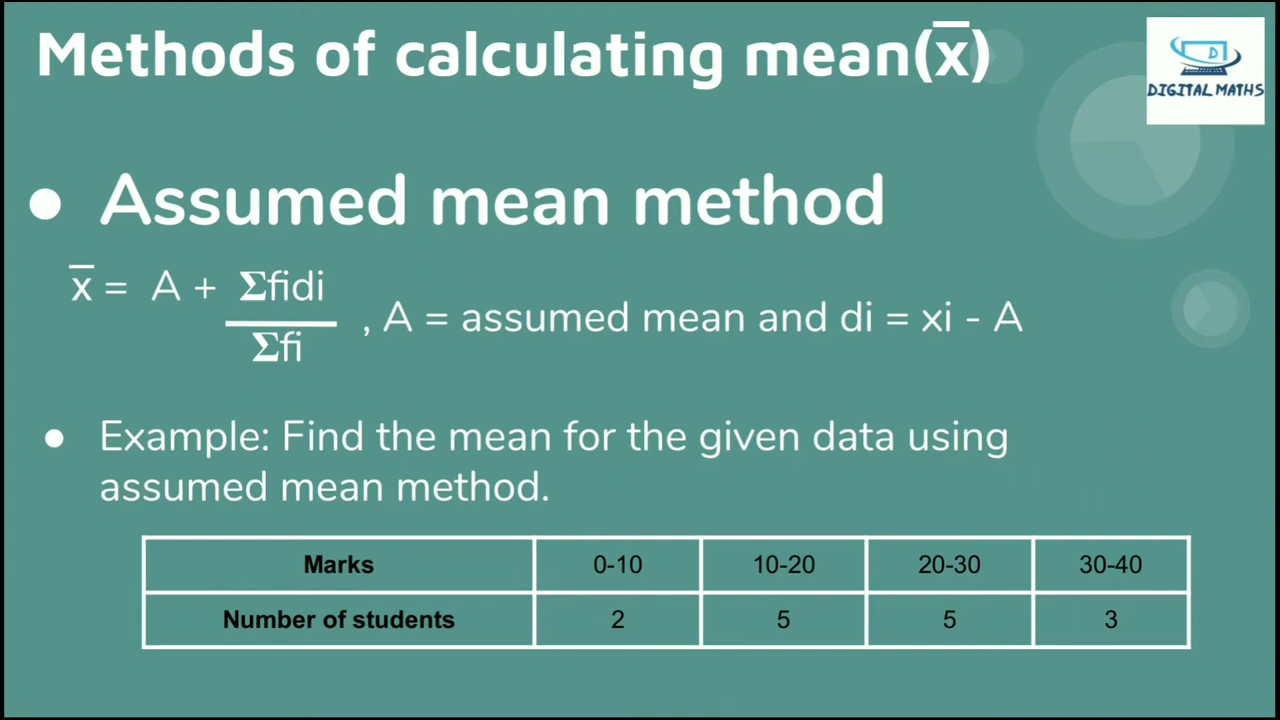 Methods of calculating mean(x̄)
D
DIGITAL MATHS
● Assumed mean method
x̄ = A + Σfidi
, A = assumed mean and di = xi - A
Σfi
● Example: Find the mean for the given data using
assumed mean method.
Marks 0-10 10-20 20-30 30-40
Number of students 2 5 5 3